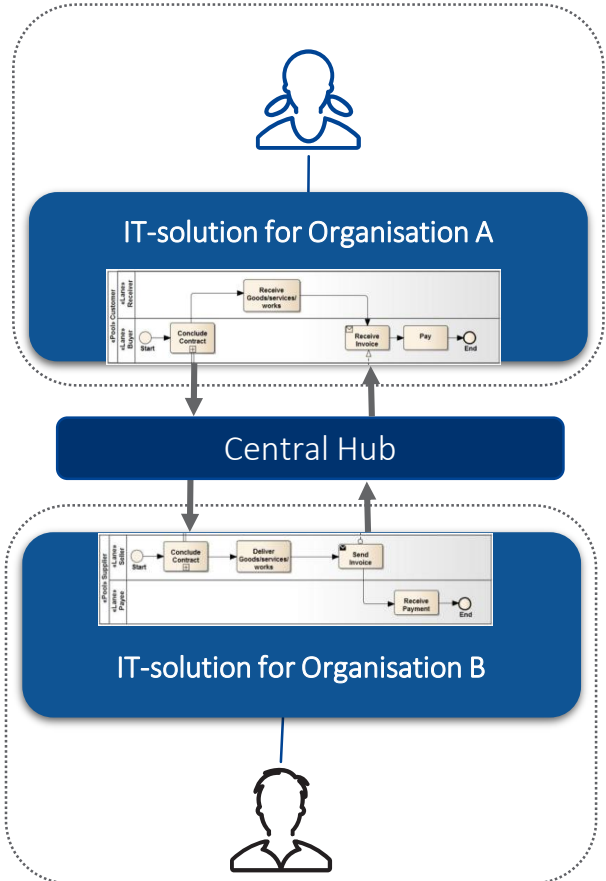 IT-solution for Organisation A
«Pool» Customer
«Lane»
Receiver
Receive
Goods/services/
works
«Lane»
Buyer
Start
Conclude
Contract
Receive
Invoice
Pay
End
Central Hub
«Pool» Supplier
«Lane»
Seller
Start
Conclude
Contract
Deliver
Goods/services/
works
Send
Invoice
«Lane»
Payee
Receive
Payment
End
IT-solution for Organisation B